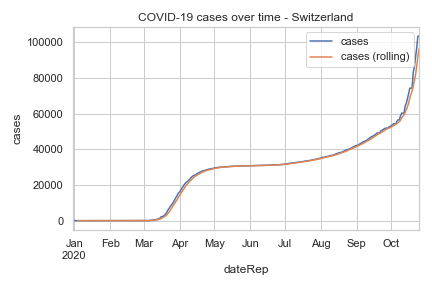 COVID-19 cases over time - Switzerland
cases
cases (rolling)
100000
80000
60000
40000
20000
0
cases
Jan Feb Mar Apr May Jun Jul Aug Sep Oct
2020
dateRep